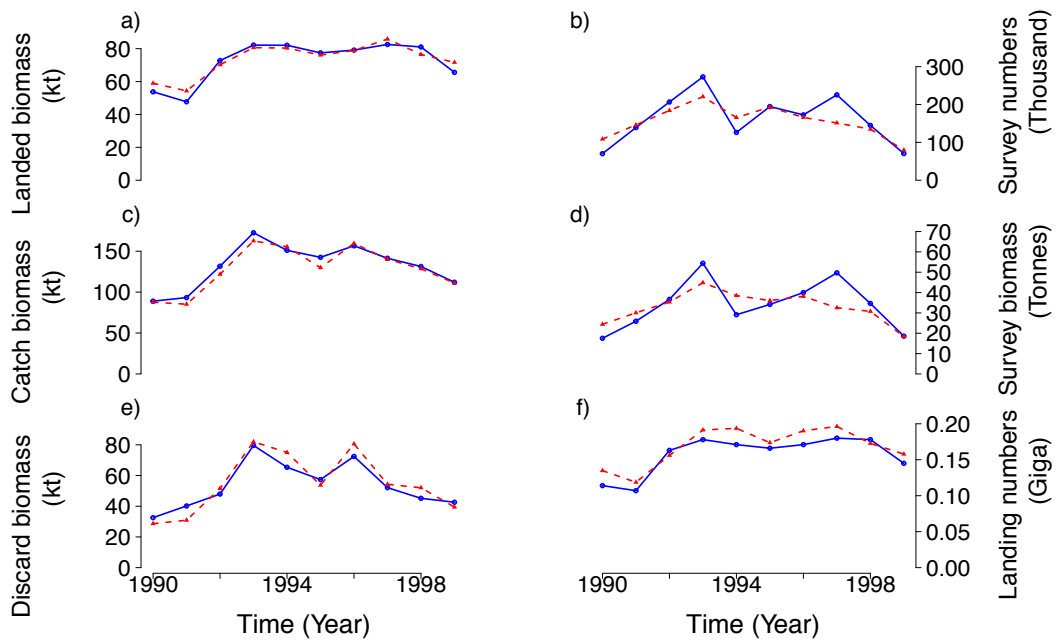 a)
Landed biomass
(kt)
80
60
40
20
0
b)
300
200
100
0
Survey numbers
(Thousand)
c)
Catch biomass
(kt)
150
100
50
0
d)
70
60
50
40
30
20
10
0
Survey biomass
(Tonnes)
e)
Discard biomass
(kt)
80
60
40
20
0
1990 1994 1998
Time (Year)
f)
0.20
0.15
0.10
0.05
0.00
Landing numbers
(Giga)
1990 1994 1998
Time (Year)